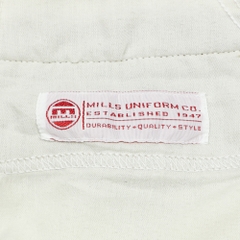 MILLS
MILLS UNIFORM CO.
ESTABLISHED 1947
DURABILITY • QUALITY • STYLE